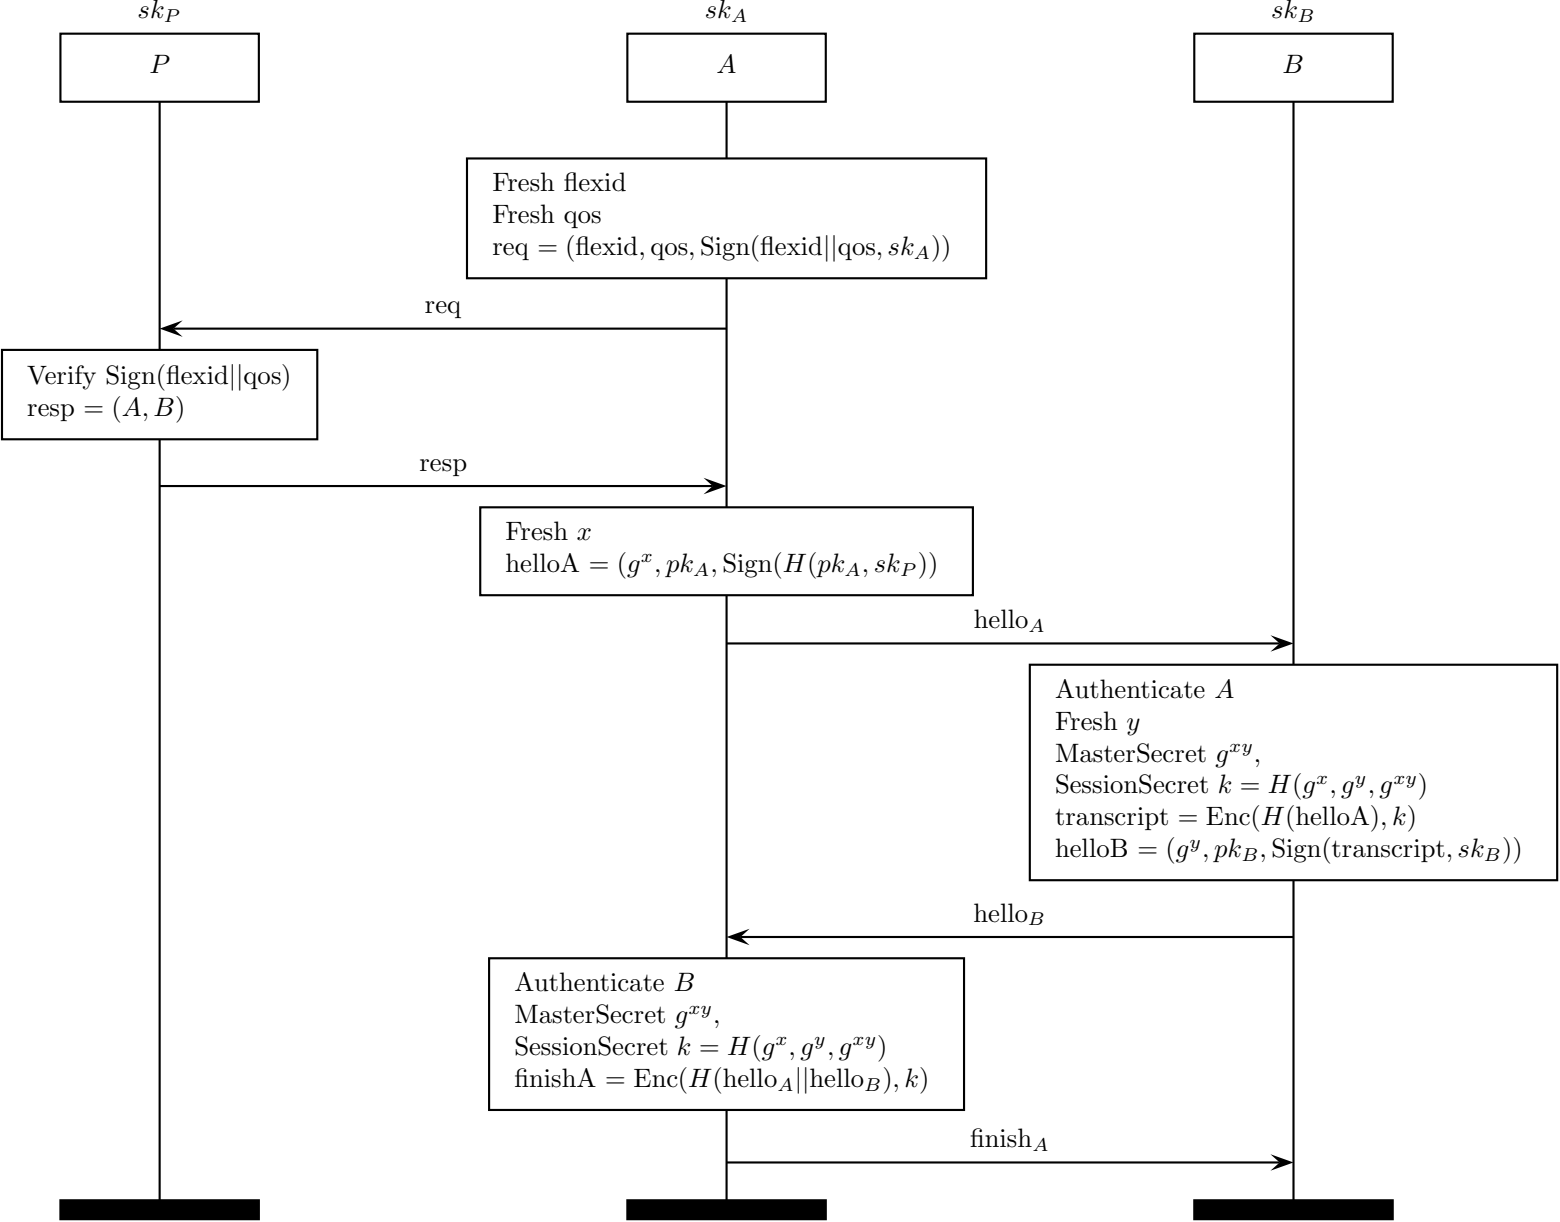 sk_P sk_A sk_B
P A B
Fresh flexid
Fresh qos
req = (flexid, qos, Sign(flexid||qos, sk_A))
req
Verify Sign(flexid||qos)
resp = (A, B)
resp
Fresh x
helloA = (g^x, pk_A, Sign(H(pk_A, sk_P))
hello_A
Authenticate A
Fresh y
MasterSecret g^{xy},
SessionSecret k = H(g^x, g^y, g^{xy})
transcript = Enc(H(helloA), k)
helloB = (g^y, pk_B, Sign(transcript, sk_B))
hello_B
Authenticate B
MasterSecret g^{xy},
SessionSecret k = H(g^x, g^y, g^{xy})
finishA = Enc(H(hello_A||hello_B), k)
finish_A